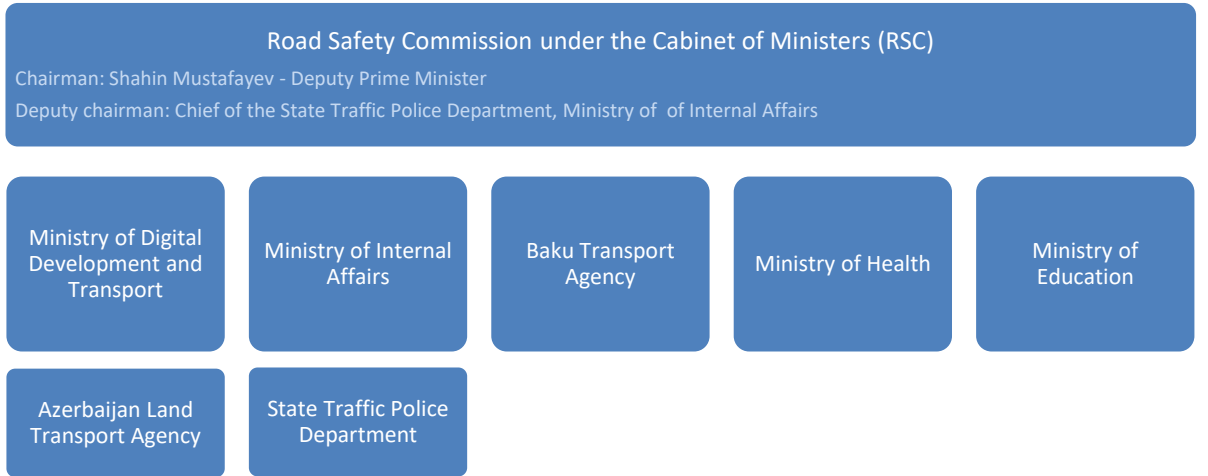 Road Safety Commission under the Cabinet of Ministers (RSC)
Chairman: Shahin Mustafayev - Deputy Prime Minister
Deputy chairman: Chief of the State Traffic Police Department, Ministry of of Internal Affairs
Ministry of Digital
Development and
Transport
Ministry of Internal
Affairs
Baku Transport
Agency
Ministry of Health
Ministry of
Education
Azerbaijan Land
Transport Agency
State Traffic Police
Department